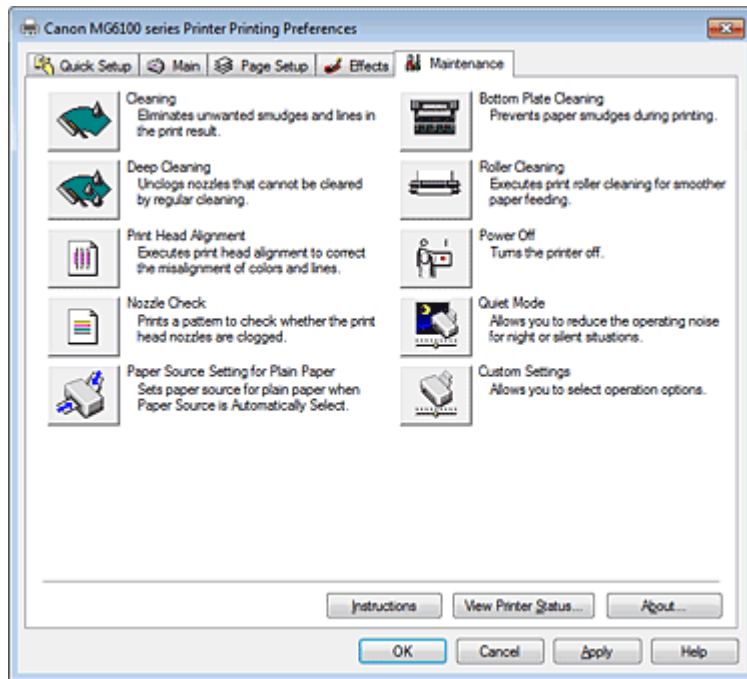 Canon MG6100 series Printer Printing Preferences
Quick Setup
Main
Page Setup
Effects
Maintenance
Cleaning
Eliminates unwanted smudges and lines in
the print result.
Deep Cleaning
Unclogs nozzles that cannot be cleared
by regular cleaning.
Print Head Alignment
Executes print head alignment to correct
the misalignment of colors and lines.
Nozzle Check
Prints a pattern to check whether the print
head nozzles are clogged.
Paper Source Setting for Plain Paper
Sets paper source for plain paper when
Paper Source is Automatically Select.
Bottom Plate Cleaning
Prevents paper smudges during printing.
Roller Cleaning
Executes print roller cleaning for smoother
paper feeding.
Power Off
Turns the printer off.
Quiet Mode
Allows you to reduce the operating noise
for night or silent situations.
Custom Settings
Allows you to select operation options.
Instructions
View Printer Status...
About...
OK
Cancel
Apply
Help